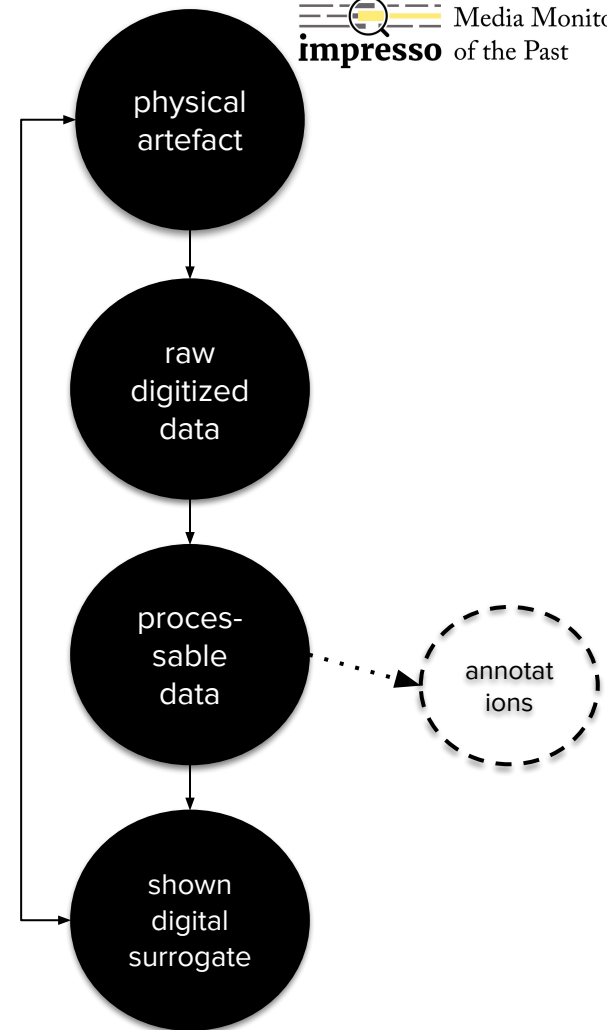 Media Monito
impresso of the Past
physical
artefact
raw
digitized
data
proces-
sable
data
annotat
ions
shown
digital
surrogate